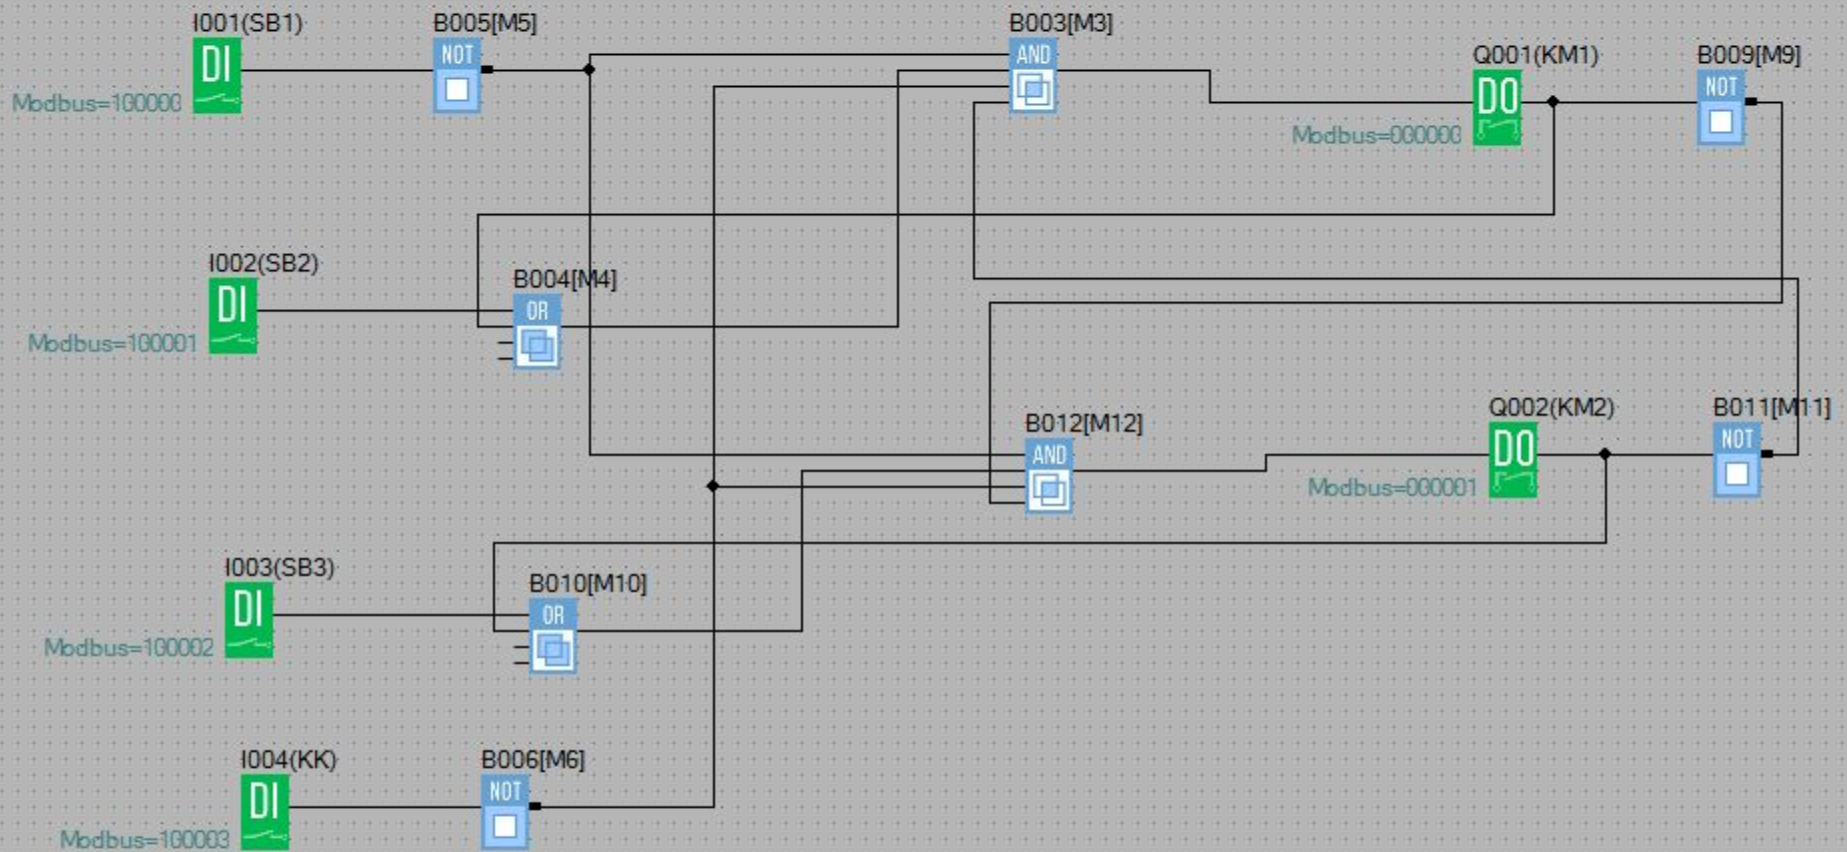 I001(SB1)
DI
Modbus=100000
B005[M5]
NOT
B003[M3]
AND
Q001(KM1)
DO
Modbus=000000
B009[M9]
NOT
I002(SB2)
DI
Modbus=100001
B004[M4]
OR
B012[M12]
AND
Q002(KM2)
DO
Modbus=000001
B011[M11]
NOT
I003(SB3)
DI
Modbus=100002
B010[M10]
OR
I004(KK)
DI
Modbus=100003
B006[M6]
NOT